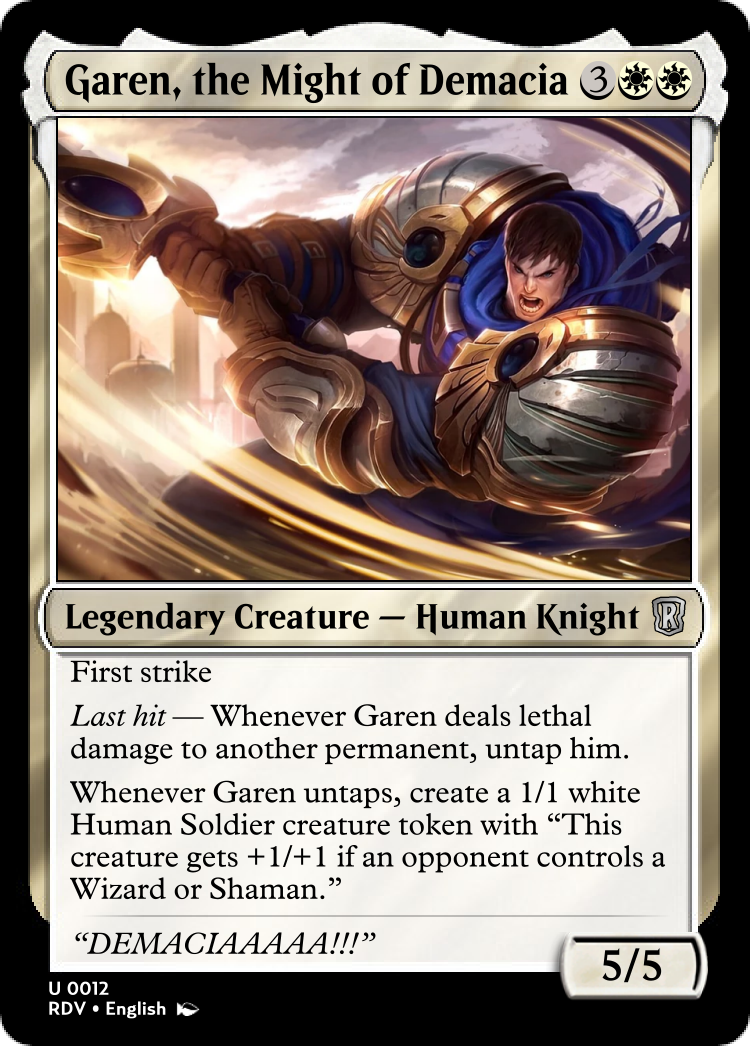 Garen, the Might of Demacia 3
Legendary Creature — Human Knight R
First strike
Last hit — Whenever Garen deals lethal
damage to another permanent, untap him.
Whenever Garen untaps, create a 1/1 white
Human Soldier creature token with “This
creature gets +1/+1 if an opponent controls a
Wizard or Shaman.”
“DEMACIAAAAA!!!”
5/5
U 0012
RDV • English